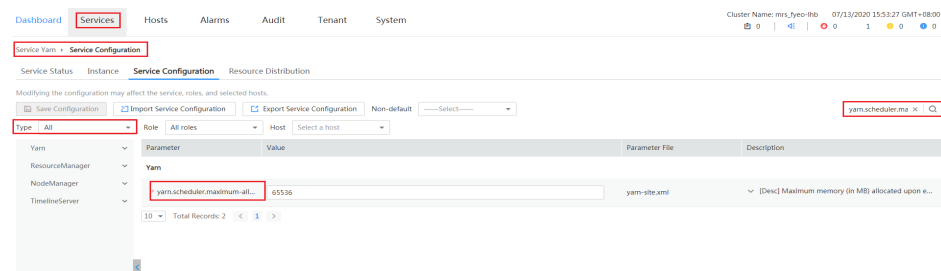 Dashboard Services Hosts Alarms Audit Tenant System
Cluster Name: mrs_fyeo-lhb 07/13/2020 15:53:27 GMT+08:00
0 0 1 0 0
Service Yarn › Service Configuration
Service Status Instance Service Configuration Resource Distribution
Modifying the configuration may affect the service, roles, and selected hosts.
Save Configuration Import Service Configuration Export Service Configuration Non-default ------Select------ yarn.scheduler.ma ×
Type All Role All roles Host Select a host
Yarn Parameter Value Parameter File Description
ResourceManager Yarn
NodeManager * yarn.scheduler.maximum-all... 65536 yarn-site.xml [Desc] Maximum memory (in MB) allocated upon e...
TimelineServer
10 Total Records: 2 < 1 >
<